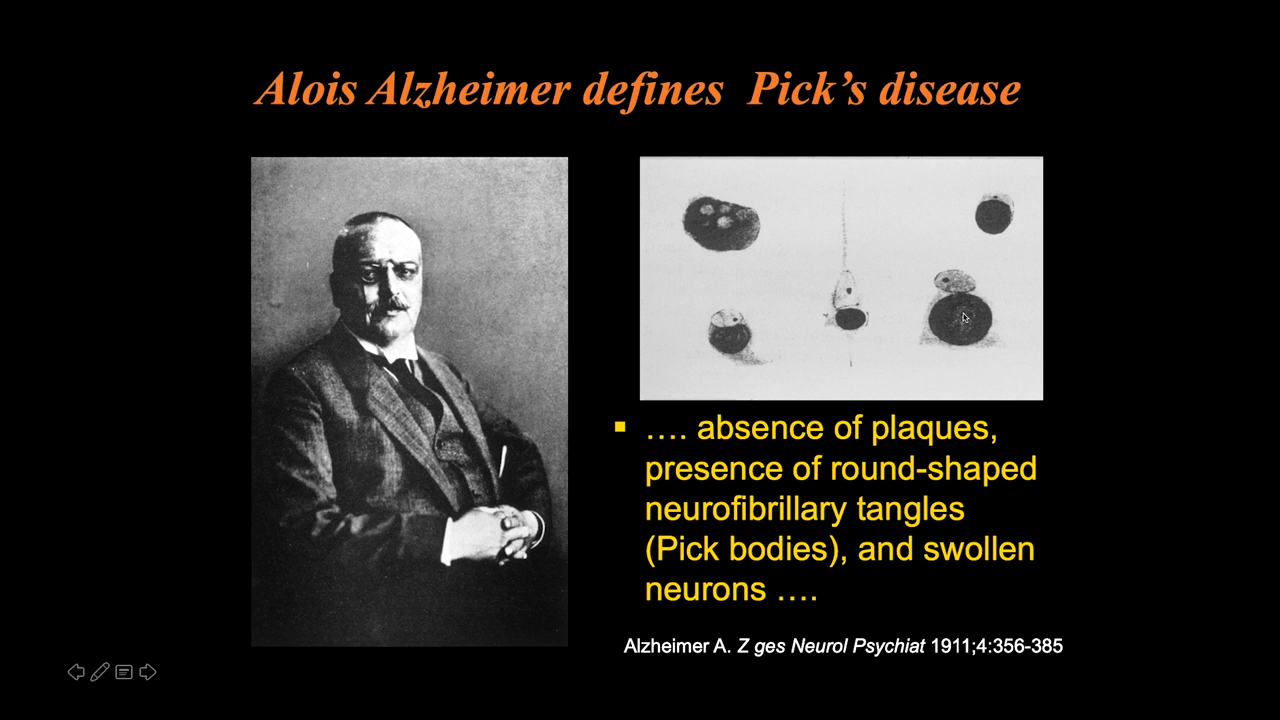 Alois Alzheimer defines Pick’s disease
▪ …. absence of plaques,
presence of round-shaped
neurofibrillary tangles
(Pick bodies), and swollen
neurons ….
Alzheimer A. Z ges Neurol Psychiat 1911;4:356-385